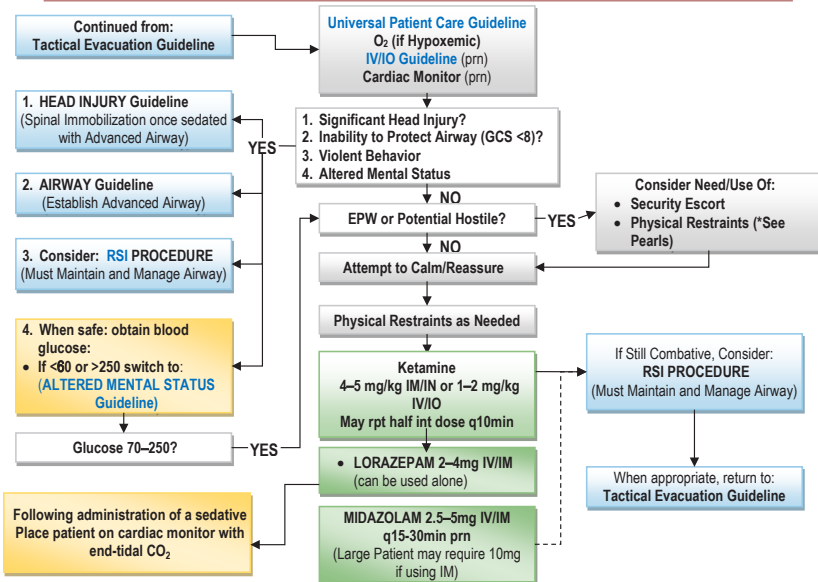 Continued from:
Tactical Evacuation Guideline
Universal Patient Care Guideline
O2 (if Hypoxemic)
IV/IO Guideline (prn)
Cardiac Monitor (prn)
1. HEAD INJURY Guideline
(Spinal Immobilization once sedated
with Advanced Airway)
YES
1. Significant Head Injury?
2. Inability to Protect Airway (GCS <8)?
3. Violent Behavior
4. Altered Mental Status
2. AIRWAY Guideline
(Establish Advanced Airway)
NO
EPW or Potential Hostile?
YES
Consider Need/Use Of:
• Security Escort
• Physical Restraints (*See
Pearls)
3. Consider: RSI PROCEDURE
(Must Maintain and Manage Airway)
NO
Attempt to Calm/Reassure
Physical Restraints as Needed
4. When safe: obtain blood
glucose:
• If <60 or >250 switch to:
(ALTERED MENTAL STATUS
Guideline)
Ketamine
4–5 mg/kg IM/IN or 1–2 mg/kg
IV/IO
May rpt half int dose q10min
If Still Combative, Consider:
RSI PROCEDURE
(Must Maintain and Manage Airway)
Glucose 70–250?
YES
• LORAZEPAM 2–4mg IV/IM
(can be used alone)
When appropriate, return to:
Tactical Evacuation Guideline
Following administration of a sedative
Place patient on cardiac monitor with
end-tidal CO2
MIDAZOLAM 2.5–5mg IV/IM
q15-30min prn
(Large Patient may require 10mg
if using IM)